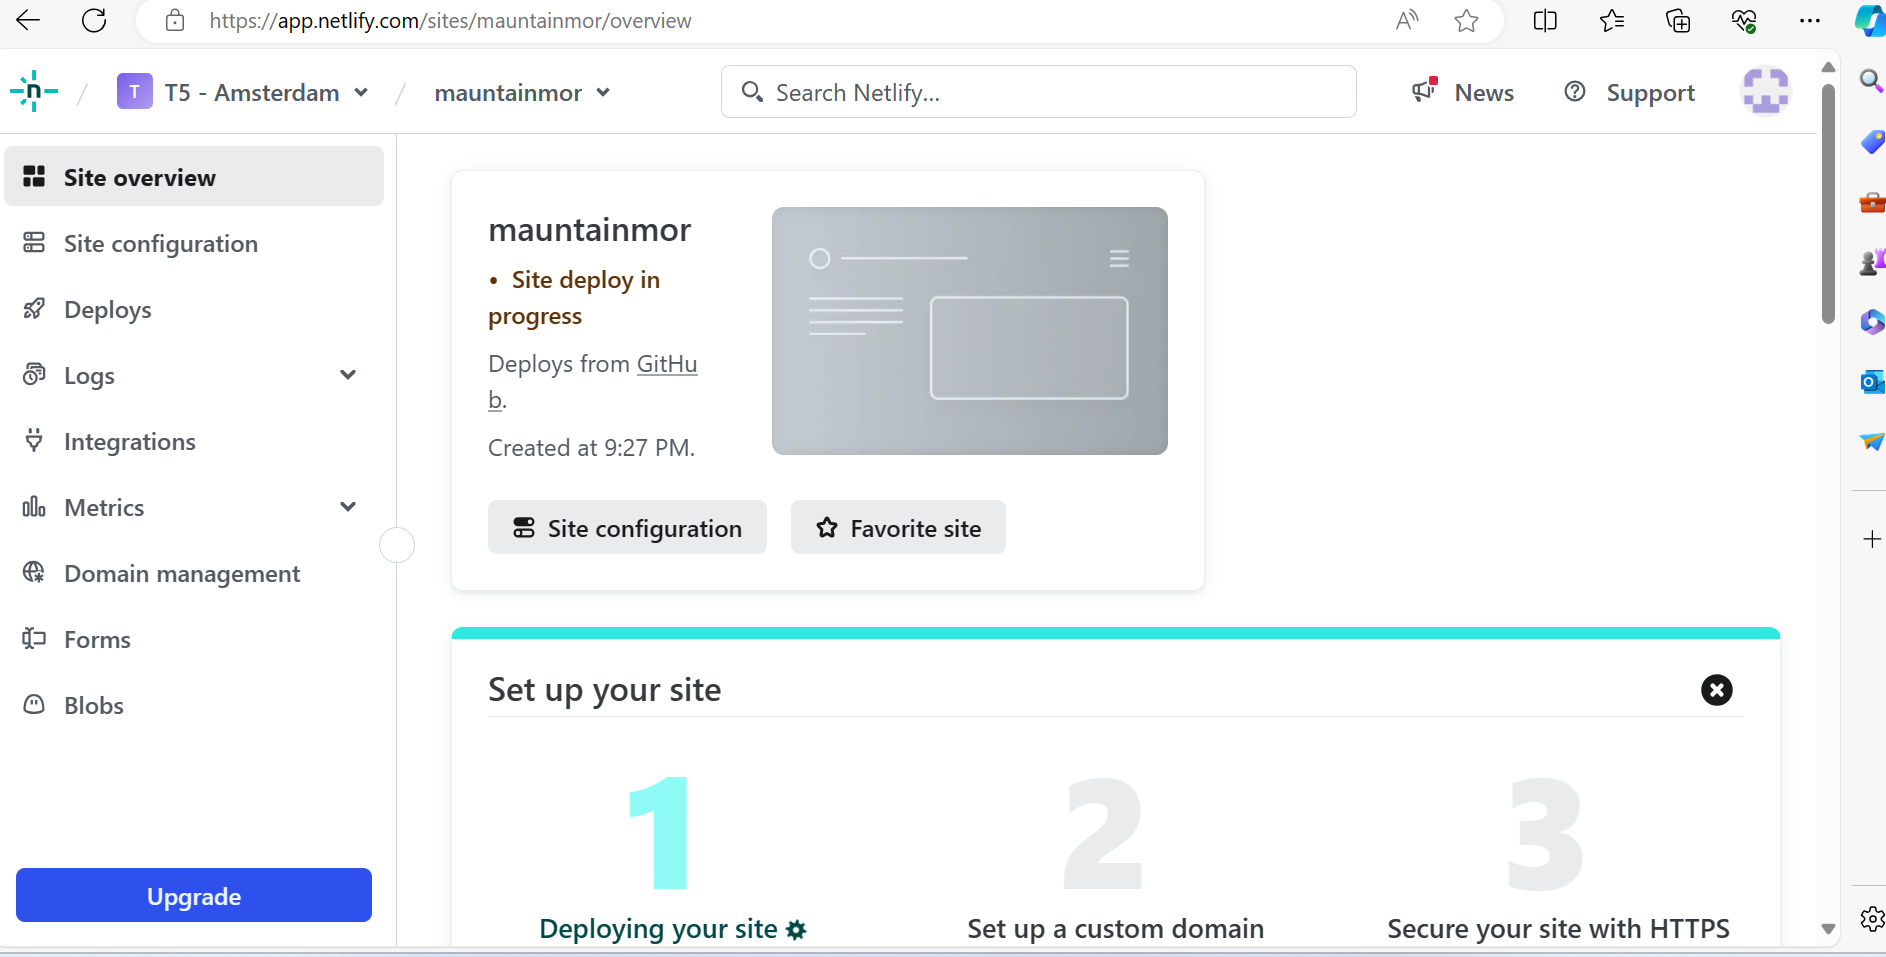 https://app.netlify.com/sites/mauntainmor/overview
n
T
T5 - Amsterdam
mauntainmor
Search Netlify...
News
Support
Site overview
Site configuration
Deploys
Logs
Integrations
Metrics
Domain management
Forms
Blobs
Upgrade
mauntainmor
• Site deploy in
progress
Deploys from GitHu
b.
Created at 9:27 PM.
Site configuration
Favorite site
Set up your site
1
2
3
Deploying your site
Set up a custom domain
Secure your site with HTTPS